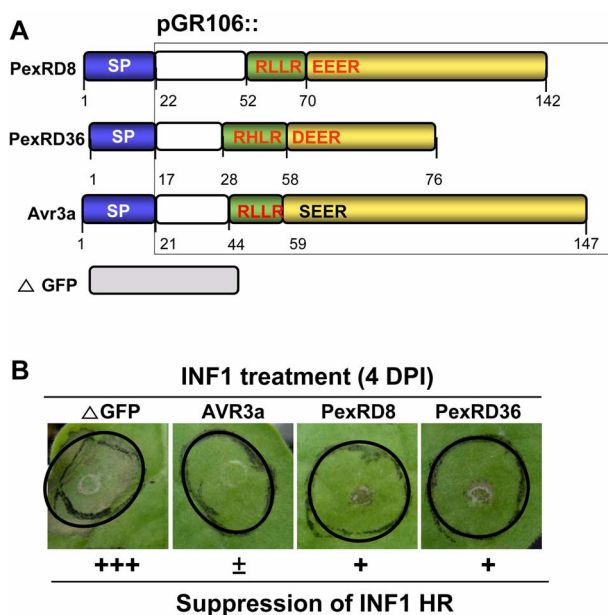 pGR106::
A
PexRD8 SP RLLR EEER
1 22 52 70 142
PexRD36 SP RHLR DEER
1 17 28 58 76
Avr3a SP RLLR SEER
1 21 44 59 147
△ GFP
B
INF1 treatment (4 DPI)
△GFP AVR3a PexRD8 PexRD36
+++ ± + +
Suppression of INF1 HR